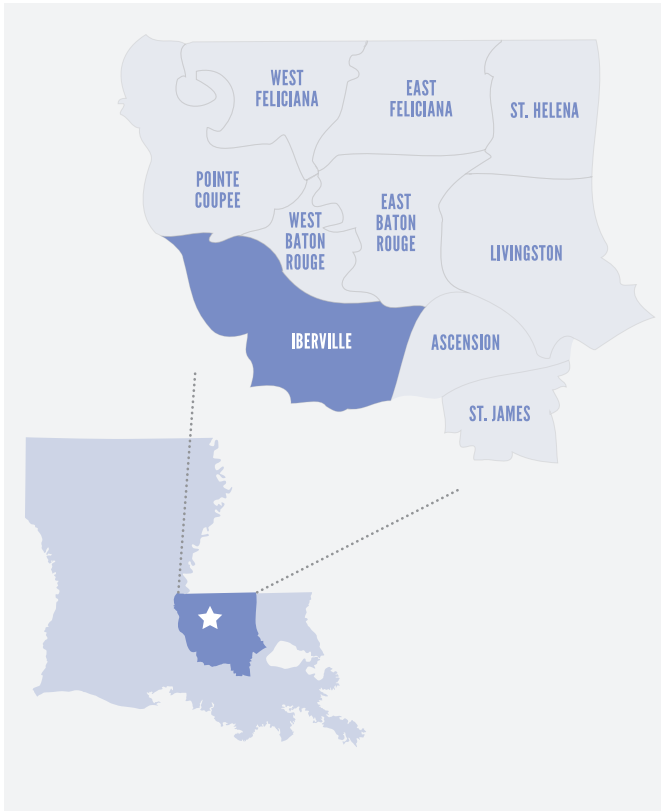 WEST
FELICIANA
EAST
FELICIANA
ST. HELENA
POINTE
COUPEE
WEST
BATON
ROUGE
EAST
BATON
ROUGE
LIVINGSTON
IBERVILLE
ASCENSION
ST. JAMES